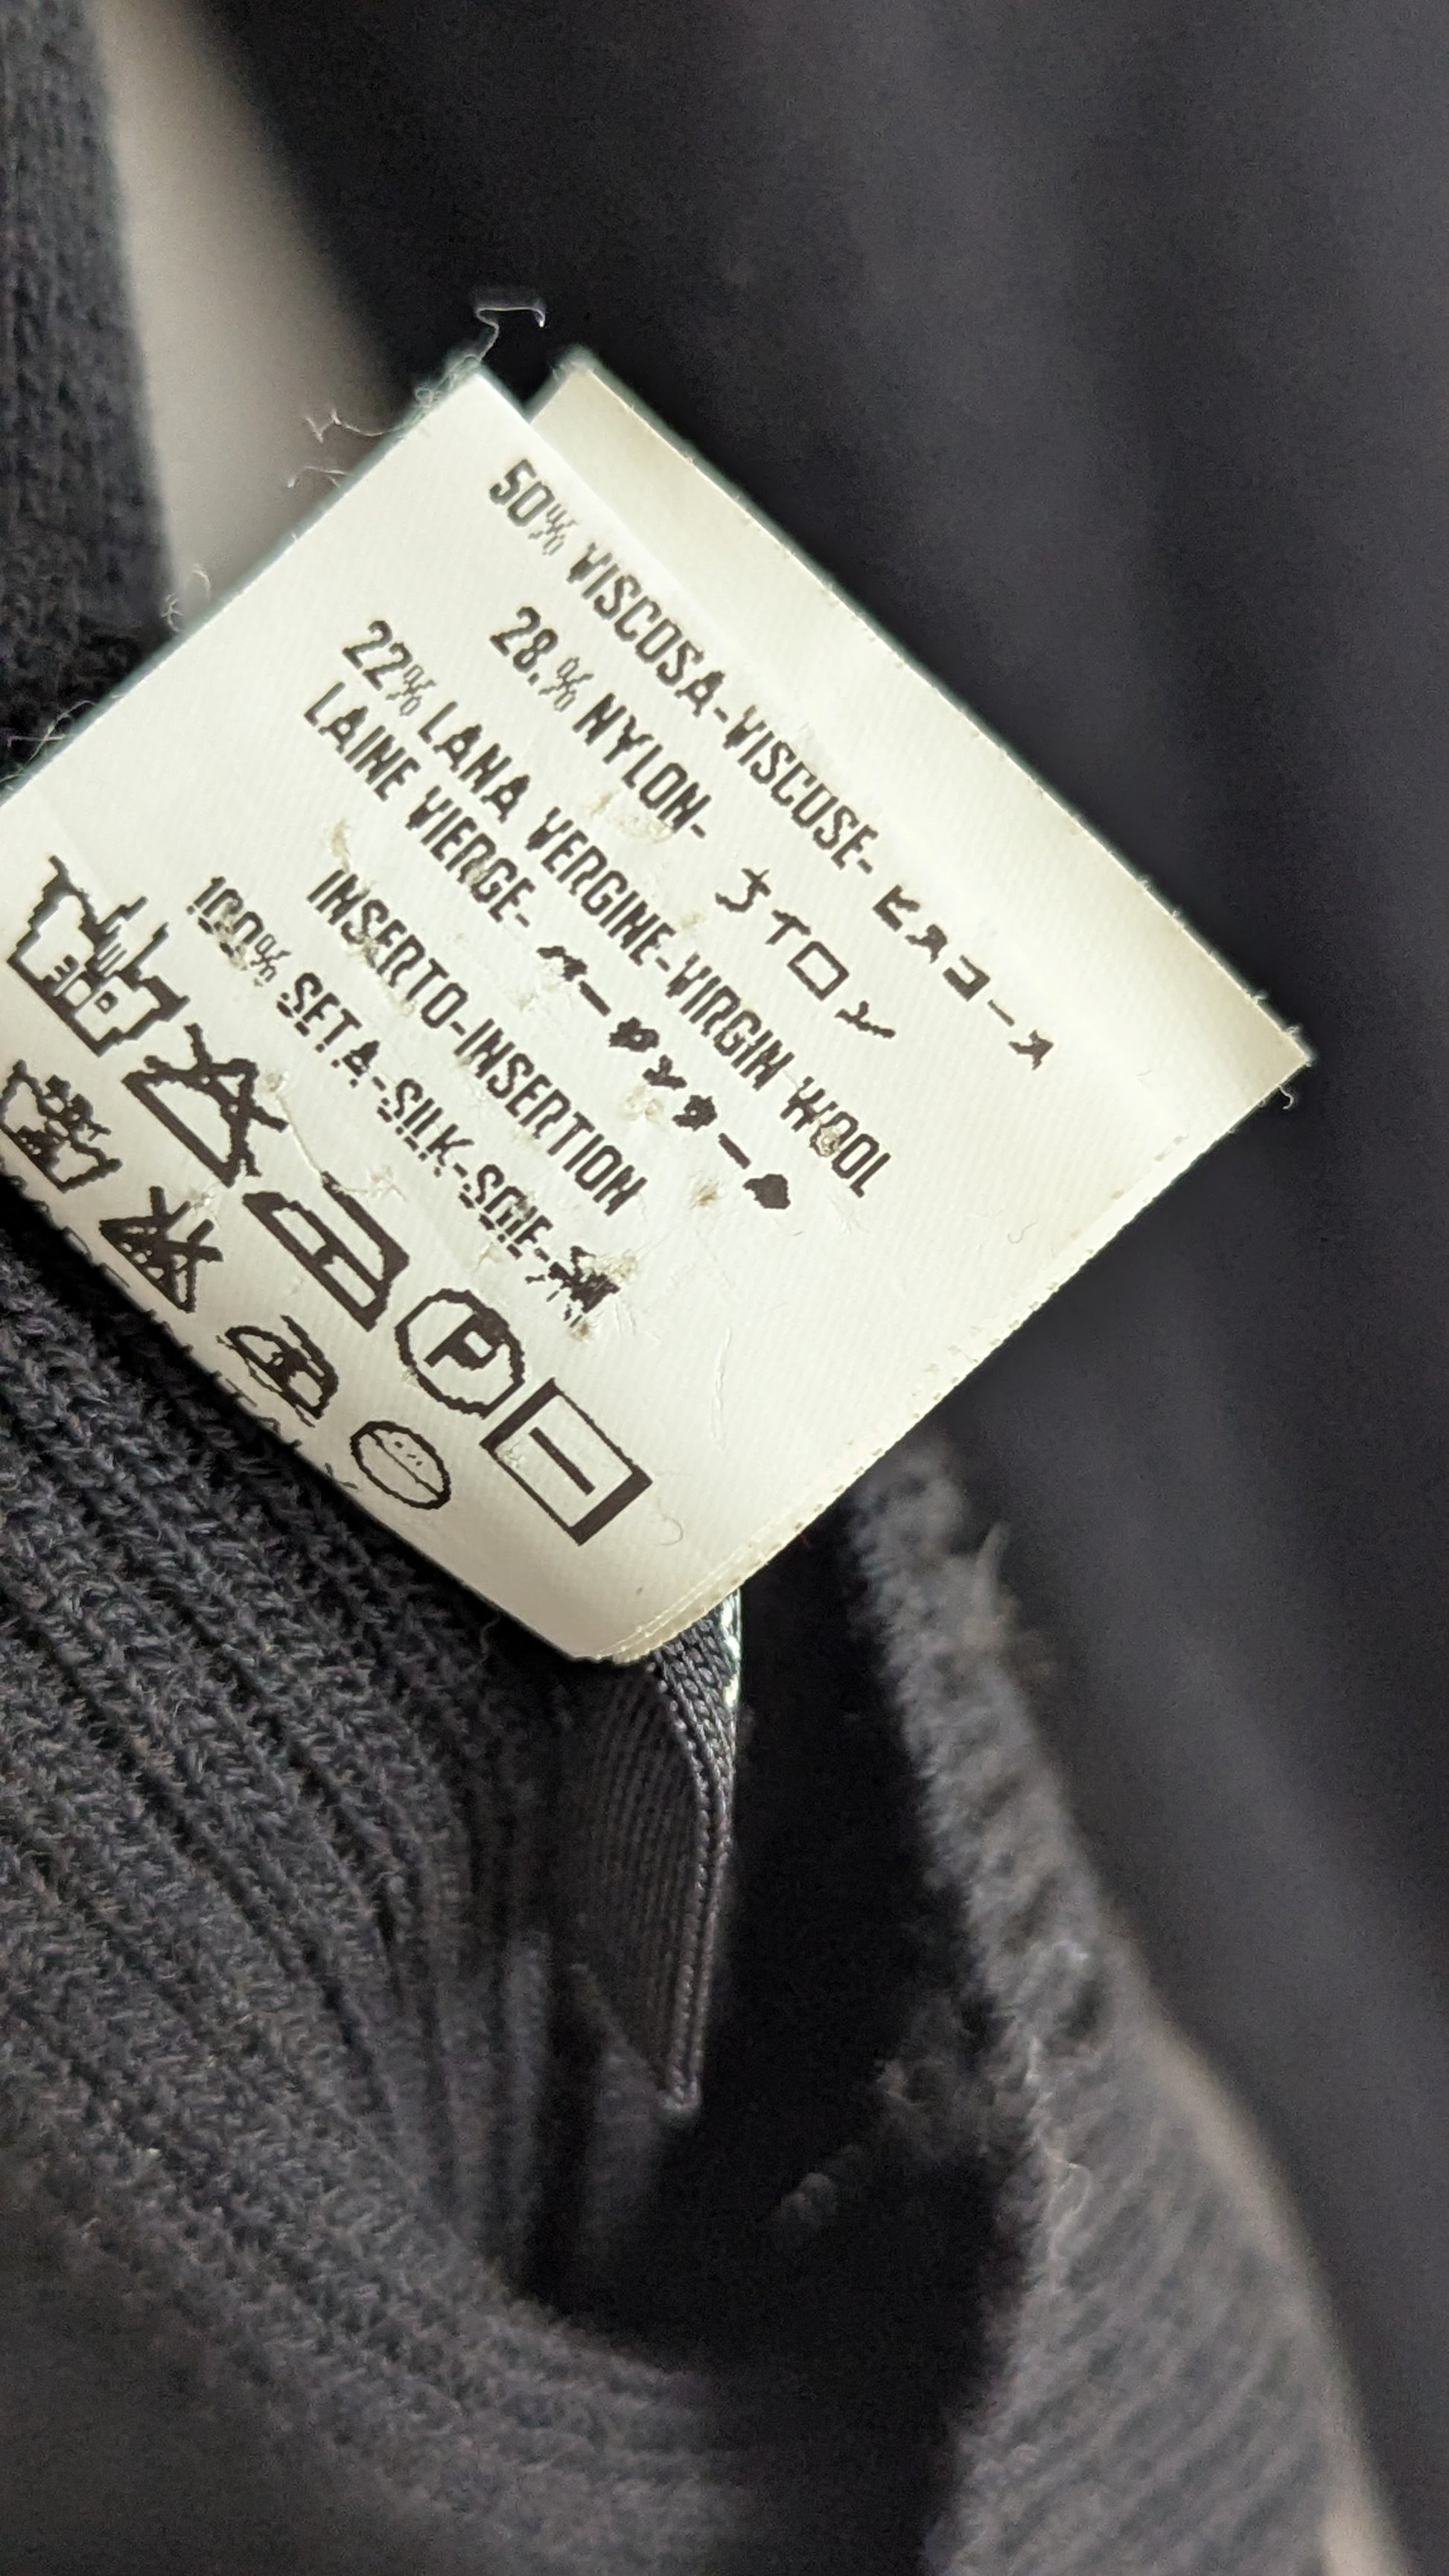 50% VISCOSA-VISCOSE-ビスコース
28.% NYLON-ナイロン
22% LANA VERGINE-VIRGIN WOOL
LAINE VIERGE-
INSERTO-INSERTION
100% SETA-SILK-SOIE-
30
P